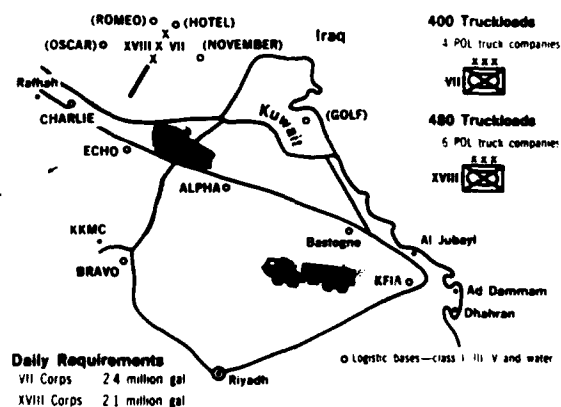 (ROMEO) (HOTEL)
(OSCAR) XVIII X VII (NOVEMBER)
X
Iraq
400 Truckloads
4 POL truck companies
XXX
VII
Rafhah
CHARLIE
Kuwait
(GOLF)
480 Truckloads
6 POL truck companies
XXX
XVIII
ECHO
ALPHA
KKMC
BRAVO
Bastogne
Al Jubayl
KFIA
Ad Dammam
Dhahran
Daily Requirements
VII Corps 2.4 million gal
XVIII Corps 2.1 million gal
Riyadh
Logistic bases—class I III V and water